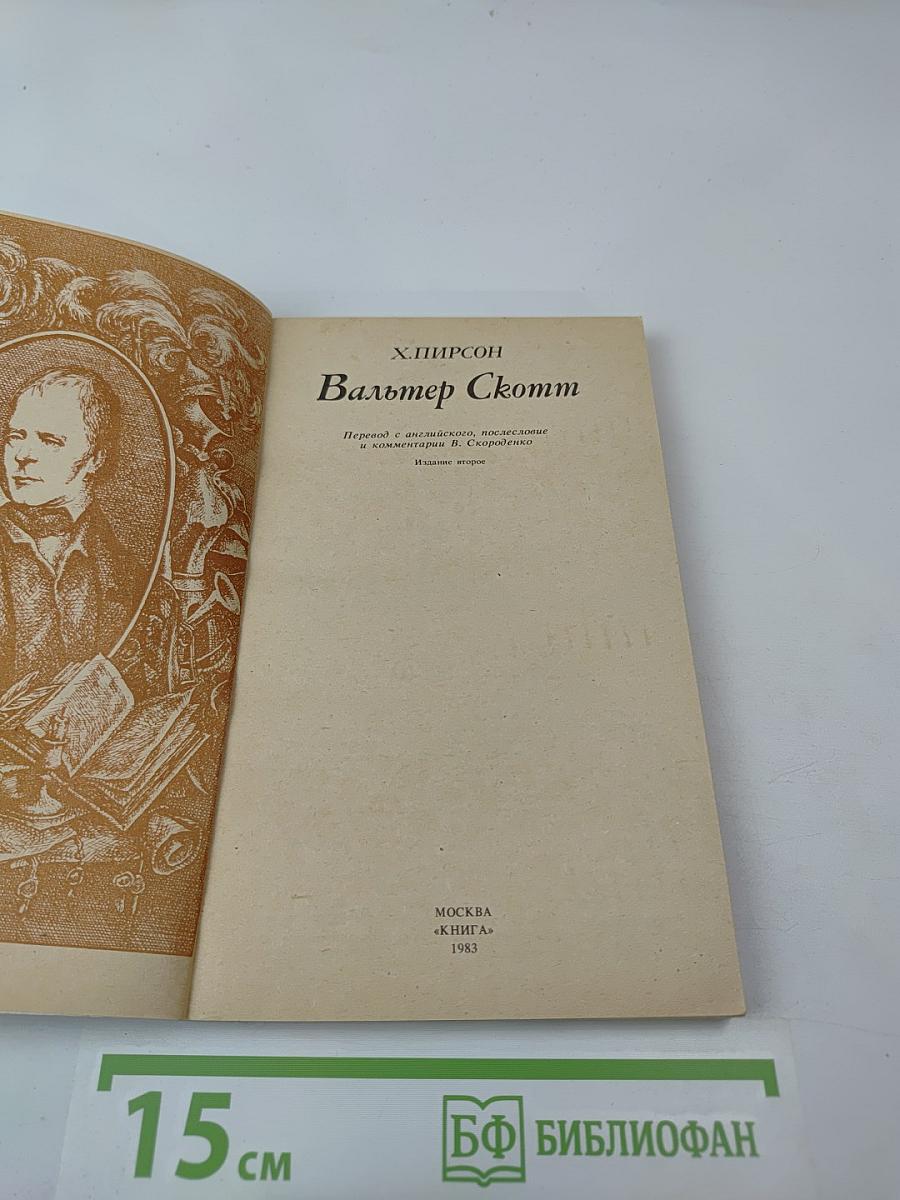 Х.ПИРСОН
Вальтер Скотт
Перевод с английского, послесловие
и комментарии В. Скороденко
Издание второе
МОСКВА
«КНИГА»
1983
15 см
БФ БИБЛИОФАН